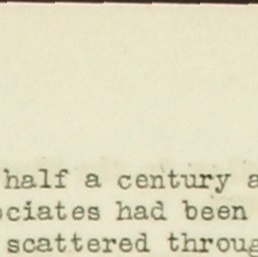 half a century a
ociates had been
scattered throug